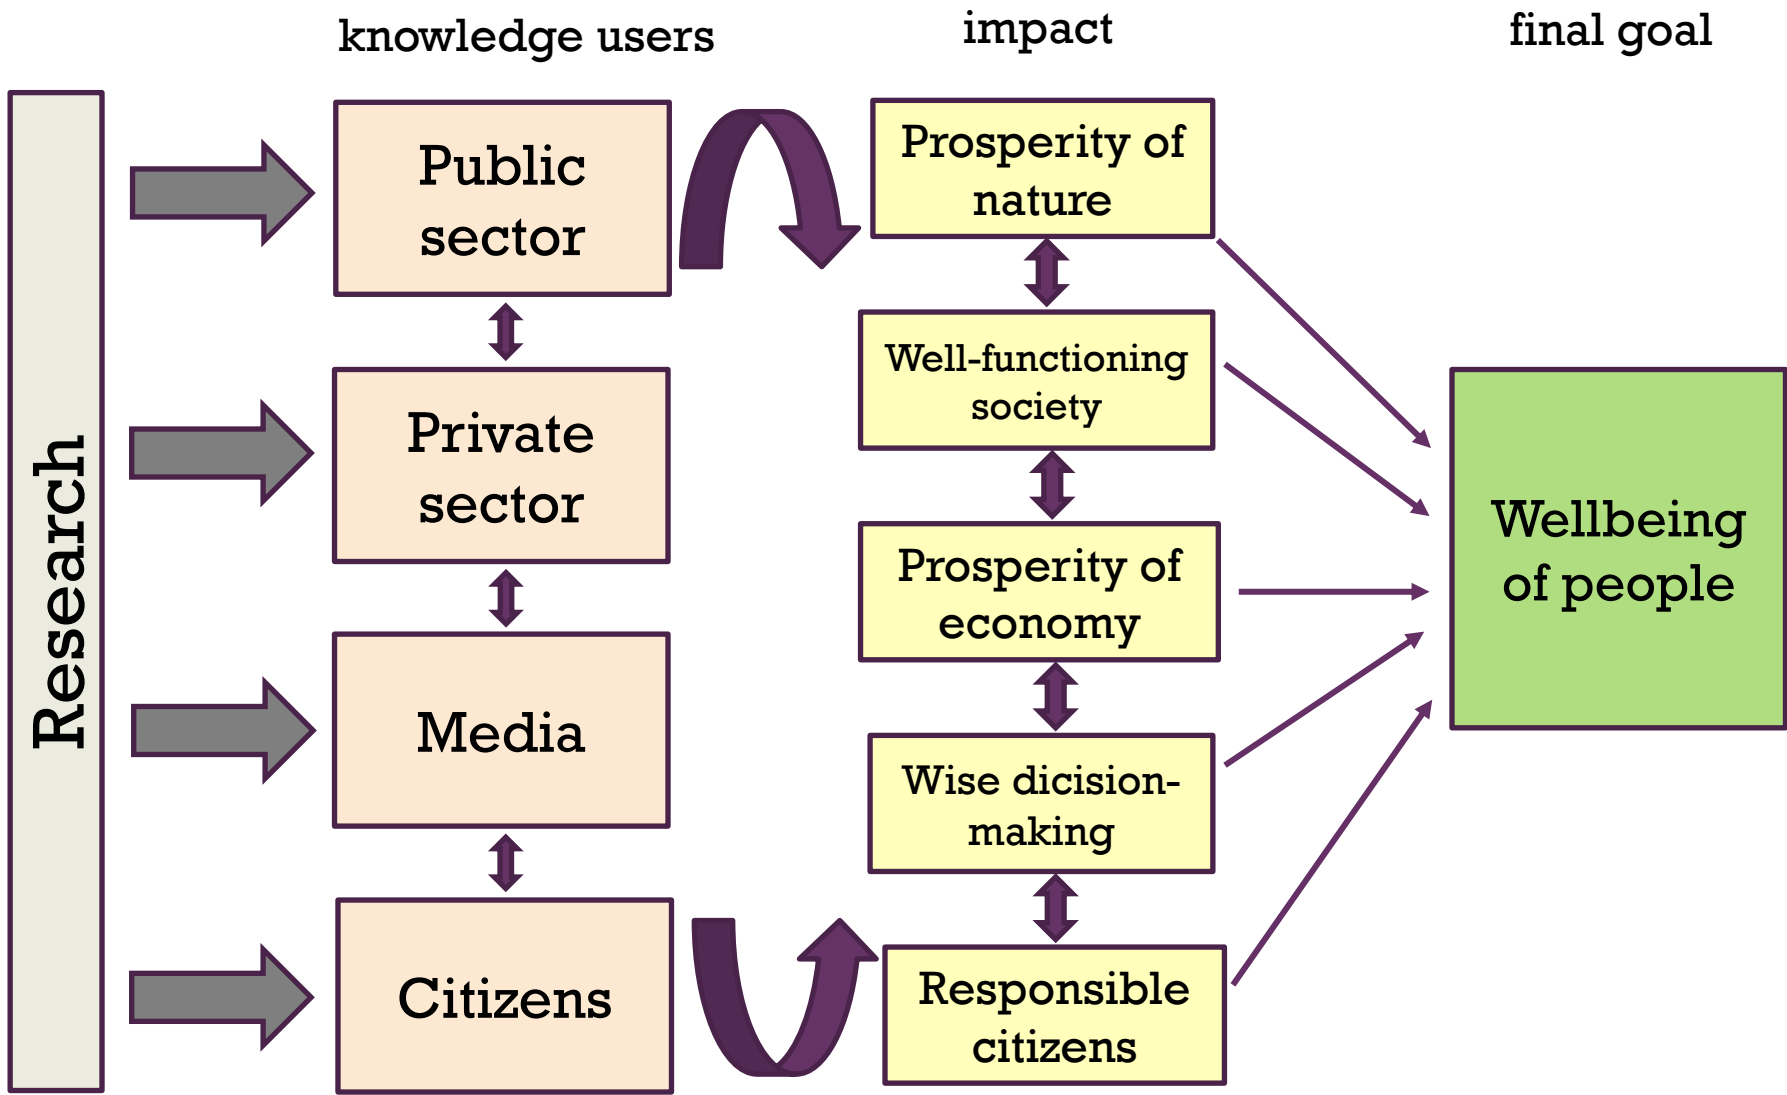 knowledge users
impact
final goal
Research
Public
sector
Private
sector
Media
Citizens
Prosperity of
nature
Well-functioning
society
Prosperity of
economy
Wise dicision-
making
Responsible
citizens
Wellbeing
of people